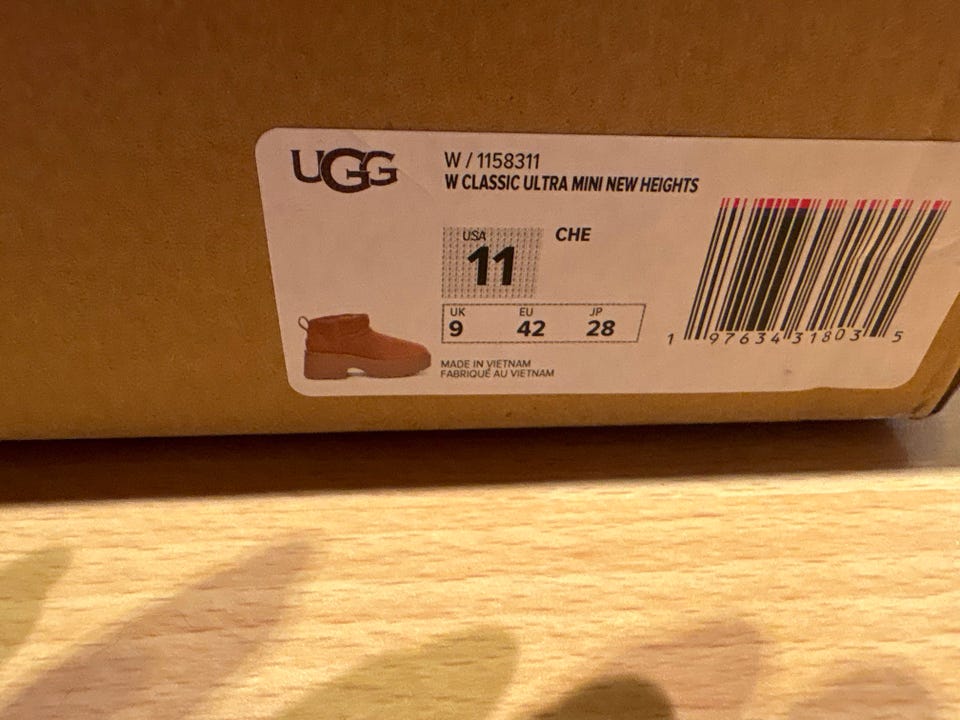 UGG
W / 1158311
W CLASSIC ULTRA MINI NEW HEIGHTS
USA
11
CHE
UK EU JP
9 42 28
MADE IN VIETNAM
FABRIQUÉ AU VIETNAM
1 97634 31803 5